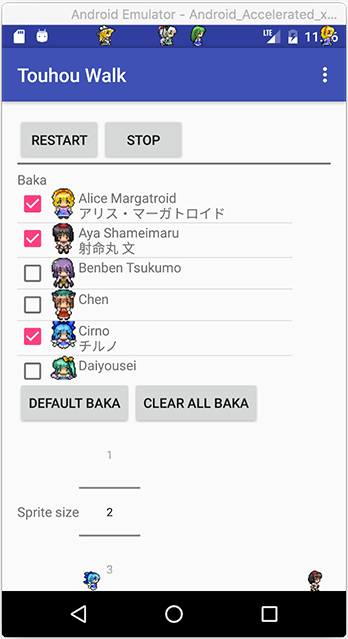 Android Emulator - Android_Accelerated_x...
LTE
Touhou Walk
RESTART
STOP
Baka
Alice Margatroid
アリス・マーガトロイド
Aya Shameimaru
射命丸 文
Benben Tsukumo
Chen
Cirno
チルノ
Daiyousei
DEFAULT BAKA
CLEAR ALL BAKA
1
Sprite size
2
3